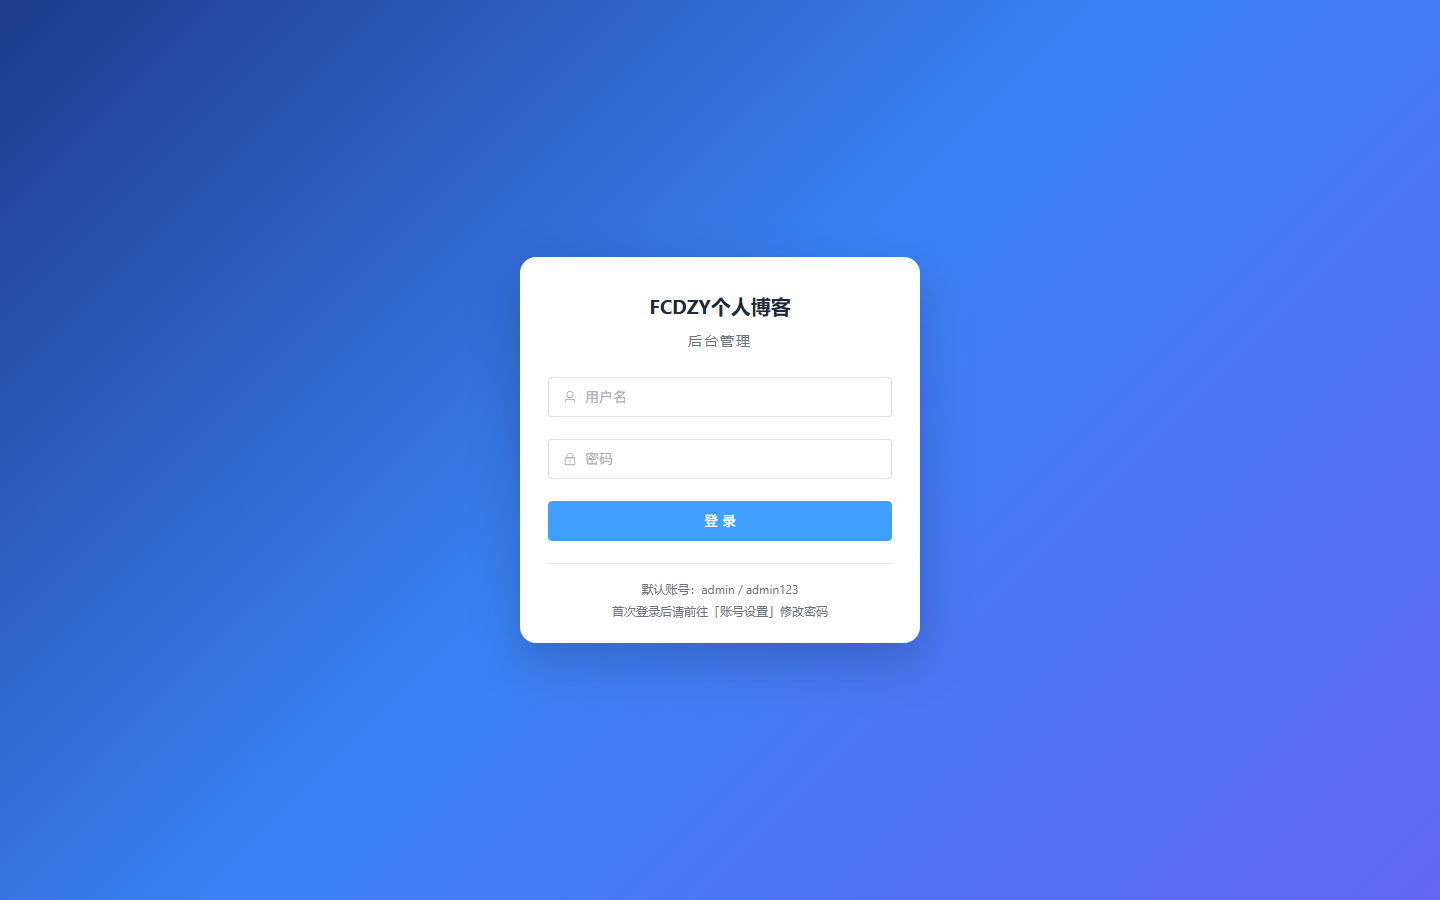 FCDZY个人博客
后台管理
用户名
密码
登 录
默认账号：admin / admin123
首次登录后请前往「账号设置」修改密码